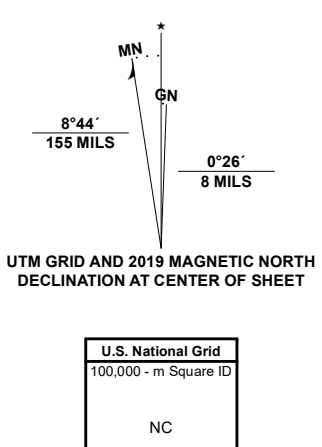 ★
MN
GN
8°44´
155 MILS
0°26´
8 MILS
UTM GRID AND 2019 MAGNETIC NORTH
DECLINATION AT CENTER OF SHEET
U.S. National Grid
100,000 - m Square ID
NC